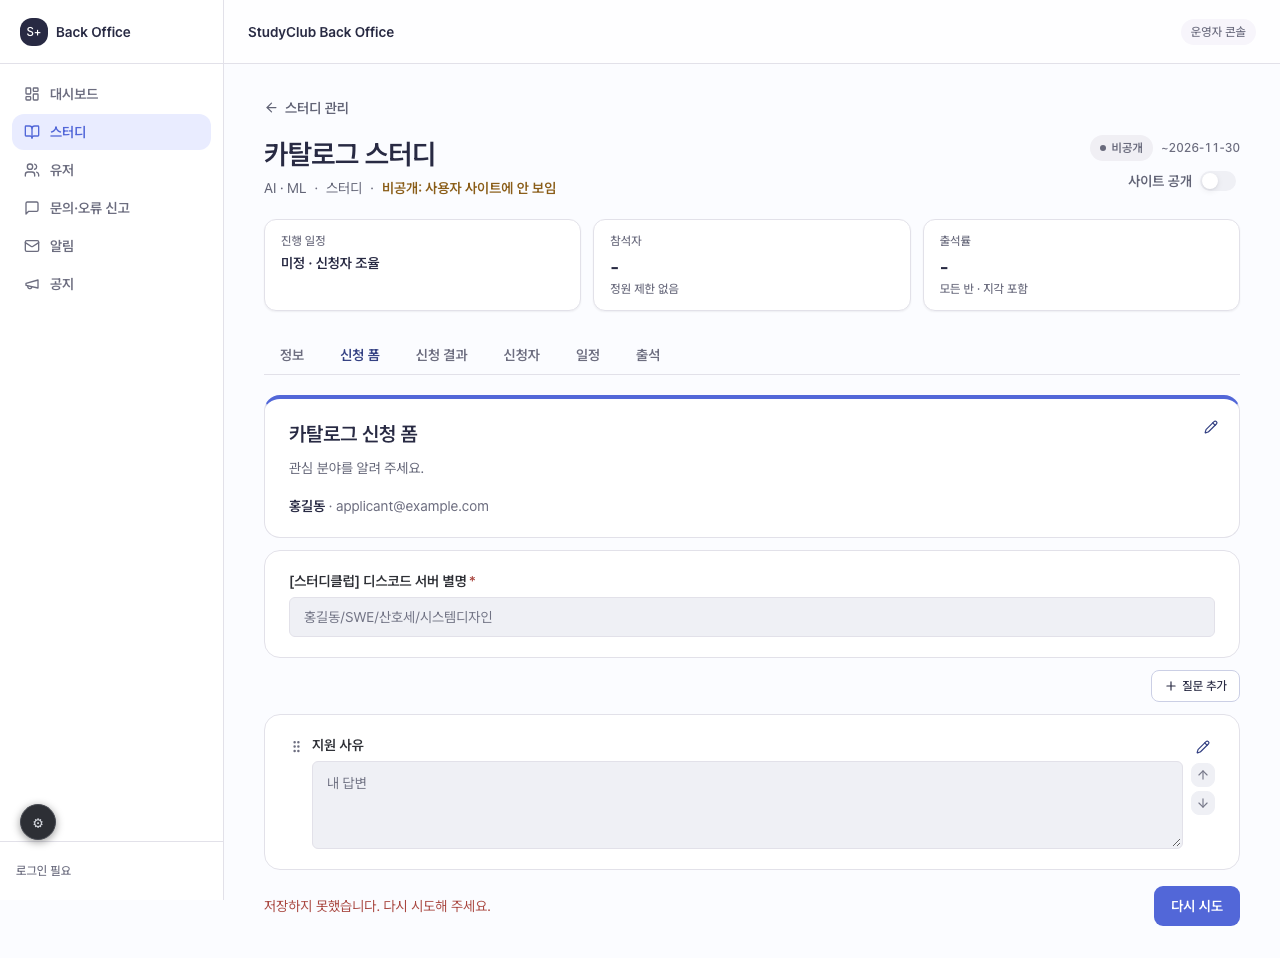 S+ Back Office
StudyClub Back Office
운영자 콘솔
대시보드
스터디
유저
문의·오류 신고
알림
공지
로그인 필요
스터디 관리
카탈로그 스터디
비공개 ~2026-11-30
AI · ML · 스터디 · 비공개: 사용자 사이트에 안 보임
사이트 공개
진행 일정
미정 · 신청자 조율
참석자
-
정원 제한 없음
출석률
-
모든 반 · 지각 포함
정보 신청 폼 신청 결과 신청자 일정 출석
카탈로그 신청 폼
관심 분야를 알려 주세요.
홍길동 · applicant@example.com
[스터디클럽] 디스코드 서버 별명 *
홍길동/SWE/산호세/시스템디자인
질문 추가
지원 사유
내 답변
저장하지 못했습니다. 다시 시도해 주세요.
다시 시도